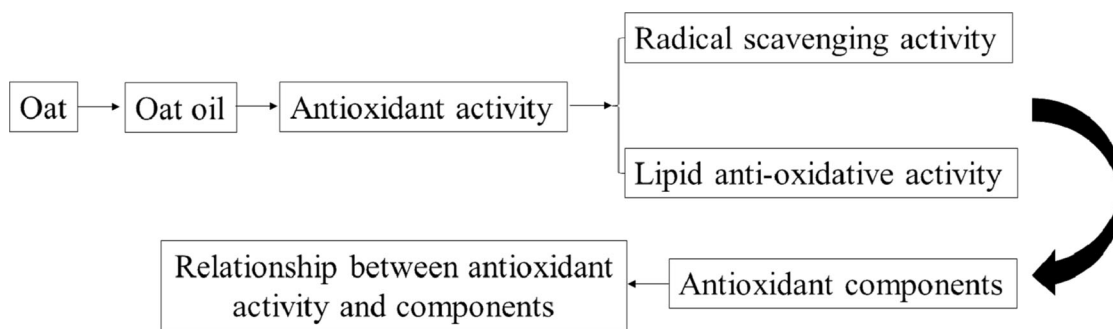 Radical scavenging activity
Oat
Oat oil
Antioxidant activity
Lipid anti-oxidative activity
Relationship between antioxidant
activity and components
Antioxidant components